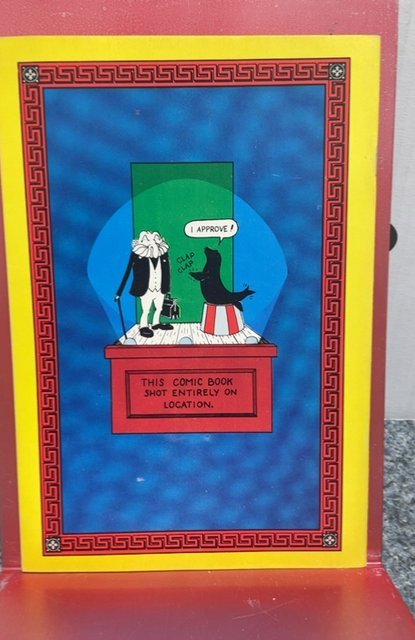 I APPROVE!
CLAP
CLAP
THIS COMIC BOOK
SHOT ENTIRELY ON
LOCATION.